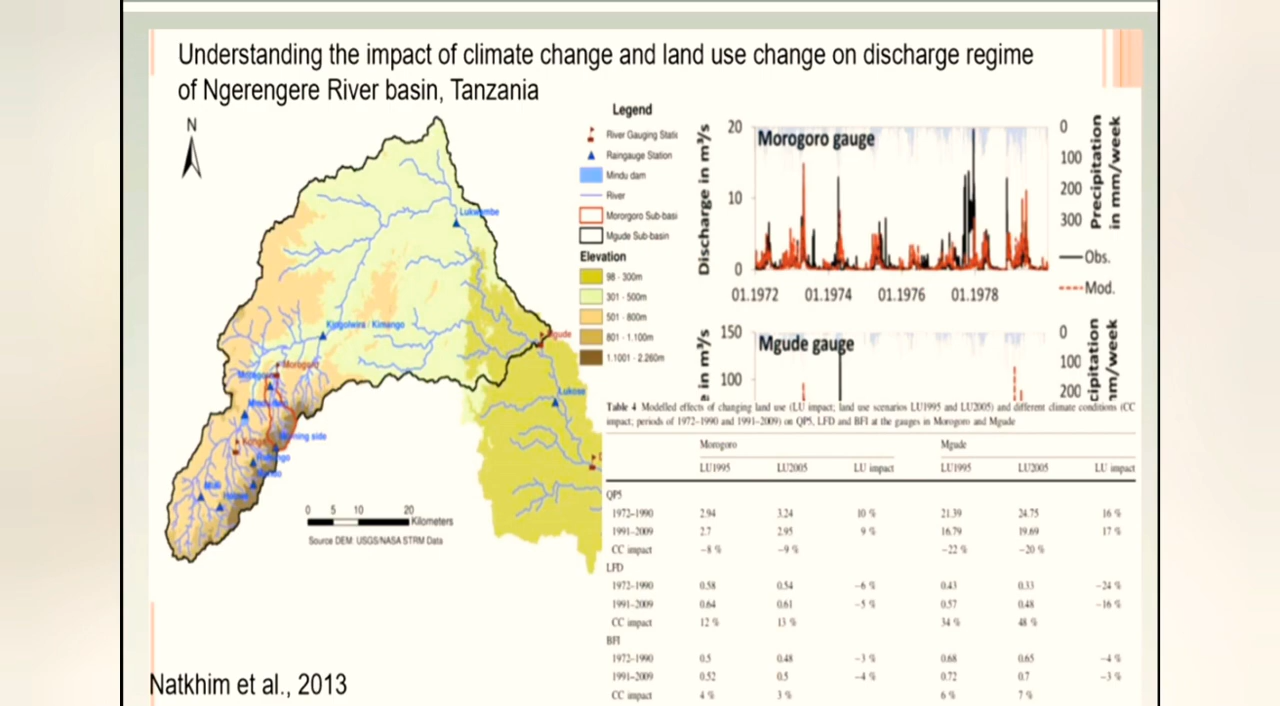 Understanding the impact of climate change and land use change on discharge regime
of Ngerengere River basin, Tanzania
N
Legend
River Gauging Static
Raingauge Station
Mindu dam
River
Mororgoro Sub-basi
Mgude Sub-basin
Elevation
98 - 300m
301 - 500m
501 - 800m
801 - 1.100m
1.1001 - 2.260m
Kingolwira / Kimango
Mgude
Morogoro
0 5 10 20
Kilometers
Source DEM: USGS/NASA STRM Data
Morogoro gauge
Discharge in m³/s
20
10
0
01.1972 01.1974 01.1976 01.1978
0
100
200
300
Precipitation
in mm/week
Obs.
Mod.
Mgude gauge
e in m³/s
150
100
0
100
200
cipitation
nm/week
Table 4 Modelled effects of changing land use (LU impact; land use scenarios LU1995 and LU2005) and different climate conditions (CC
impact; periods of 1972–1990 and 1991–2009) on QP5, LFD and BFI at the gauges in Morogoro and Mgude
Morogoro Mgude
LU1995 LU2005 LU impact LU1995 LU2005 LU impact
QP5
1972–1990 2.94 3.24 10 % 21.39 24.75 16 %
1991–2009 2.7 2.95 9 % 16.79 19.69 17 %
CC impact −8 % −9 % −22 % −20 %
LFD
1972–1990 0.58 0.54 −6 % 0.43 0.33 −24 %
1991–2009 0.64 0.61 −5 % 0.57 0.48 −16 %
CC impact 12 % 13 % 34 % 48 %
BFI
1972–1990 0.5 0.48 −3 % 0.68 0.65 −4 %
1991–2009 0.52 0.5 −4 % 0.72 0.7 −3 %
CC impact 4 % 3 % 6 % 7 %
Natkhim et al., 2013